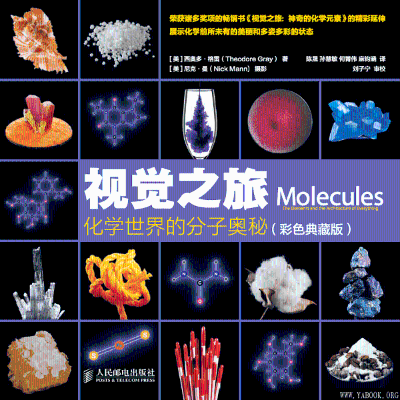 荣获诸多奖项的畅销书《视觉之旅：神奇的化学元素》的精彩延伸
展示化学前所未有的美丽和多姿多彩的状态
[美] 西奥多·格雷（Theodore Gray） 著
陈晟 孙慧敏 何菁伟 麻钧涵 译
[美] 尼克·曼（Nick Mann）摄影
刘子宁 审校
视觉之旅 Molecules
The Elements and the Architecture of Everything
化学世界的分子奥秘（彩色典藏版）
人民邮电出版社
POSTS & TELECOM PRESS
WWW.YABOOK.ORG